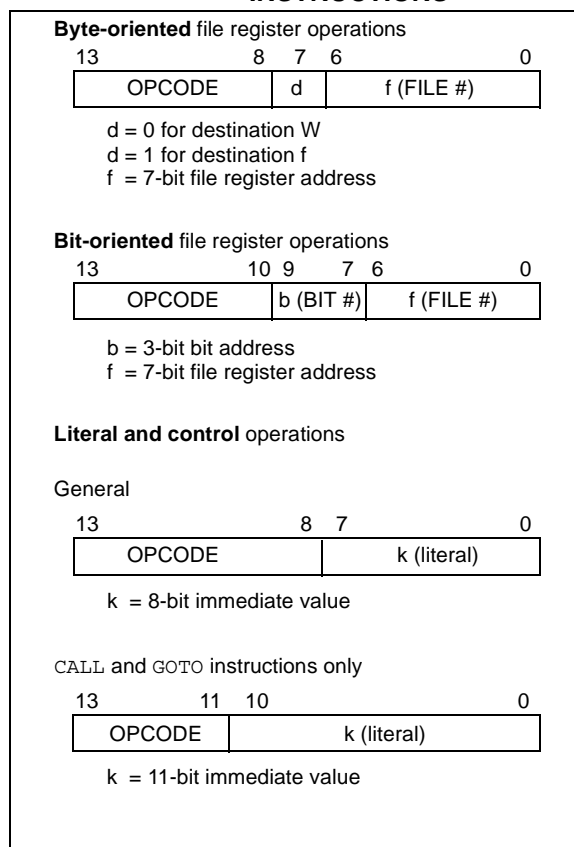 Byte-oriented file register operations
13 8 7 6 0
OPCODE d f (FILE #)
d = 0 for destination W
d = 1 for destination f
f = 7-bit file register address
Bit-oriented file register operations
13 10 9 7 6 0
OPCODE b (BIT #) f (FILE #)
b = 3-bit bit address
f = 7-bit file register address
Literal and control operations
General
13 8 7 0
OPCODE k (literal)
k = 8-bit immediate value
CALL and GOTO instructions only
13 11 10 0
OPCODE k (literal)
k = 11-bit immediate value